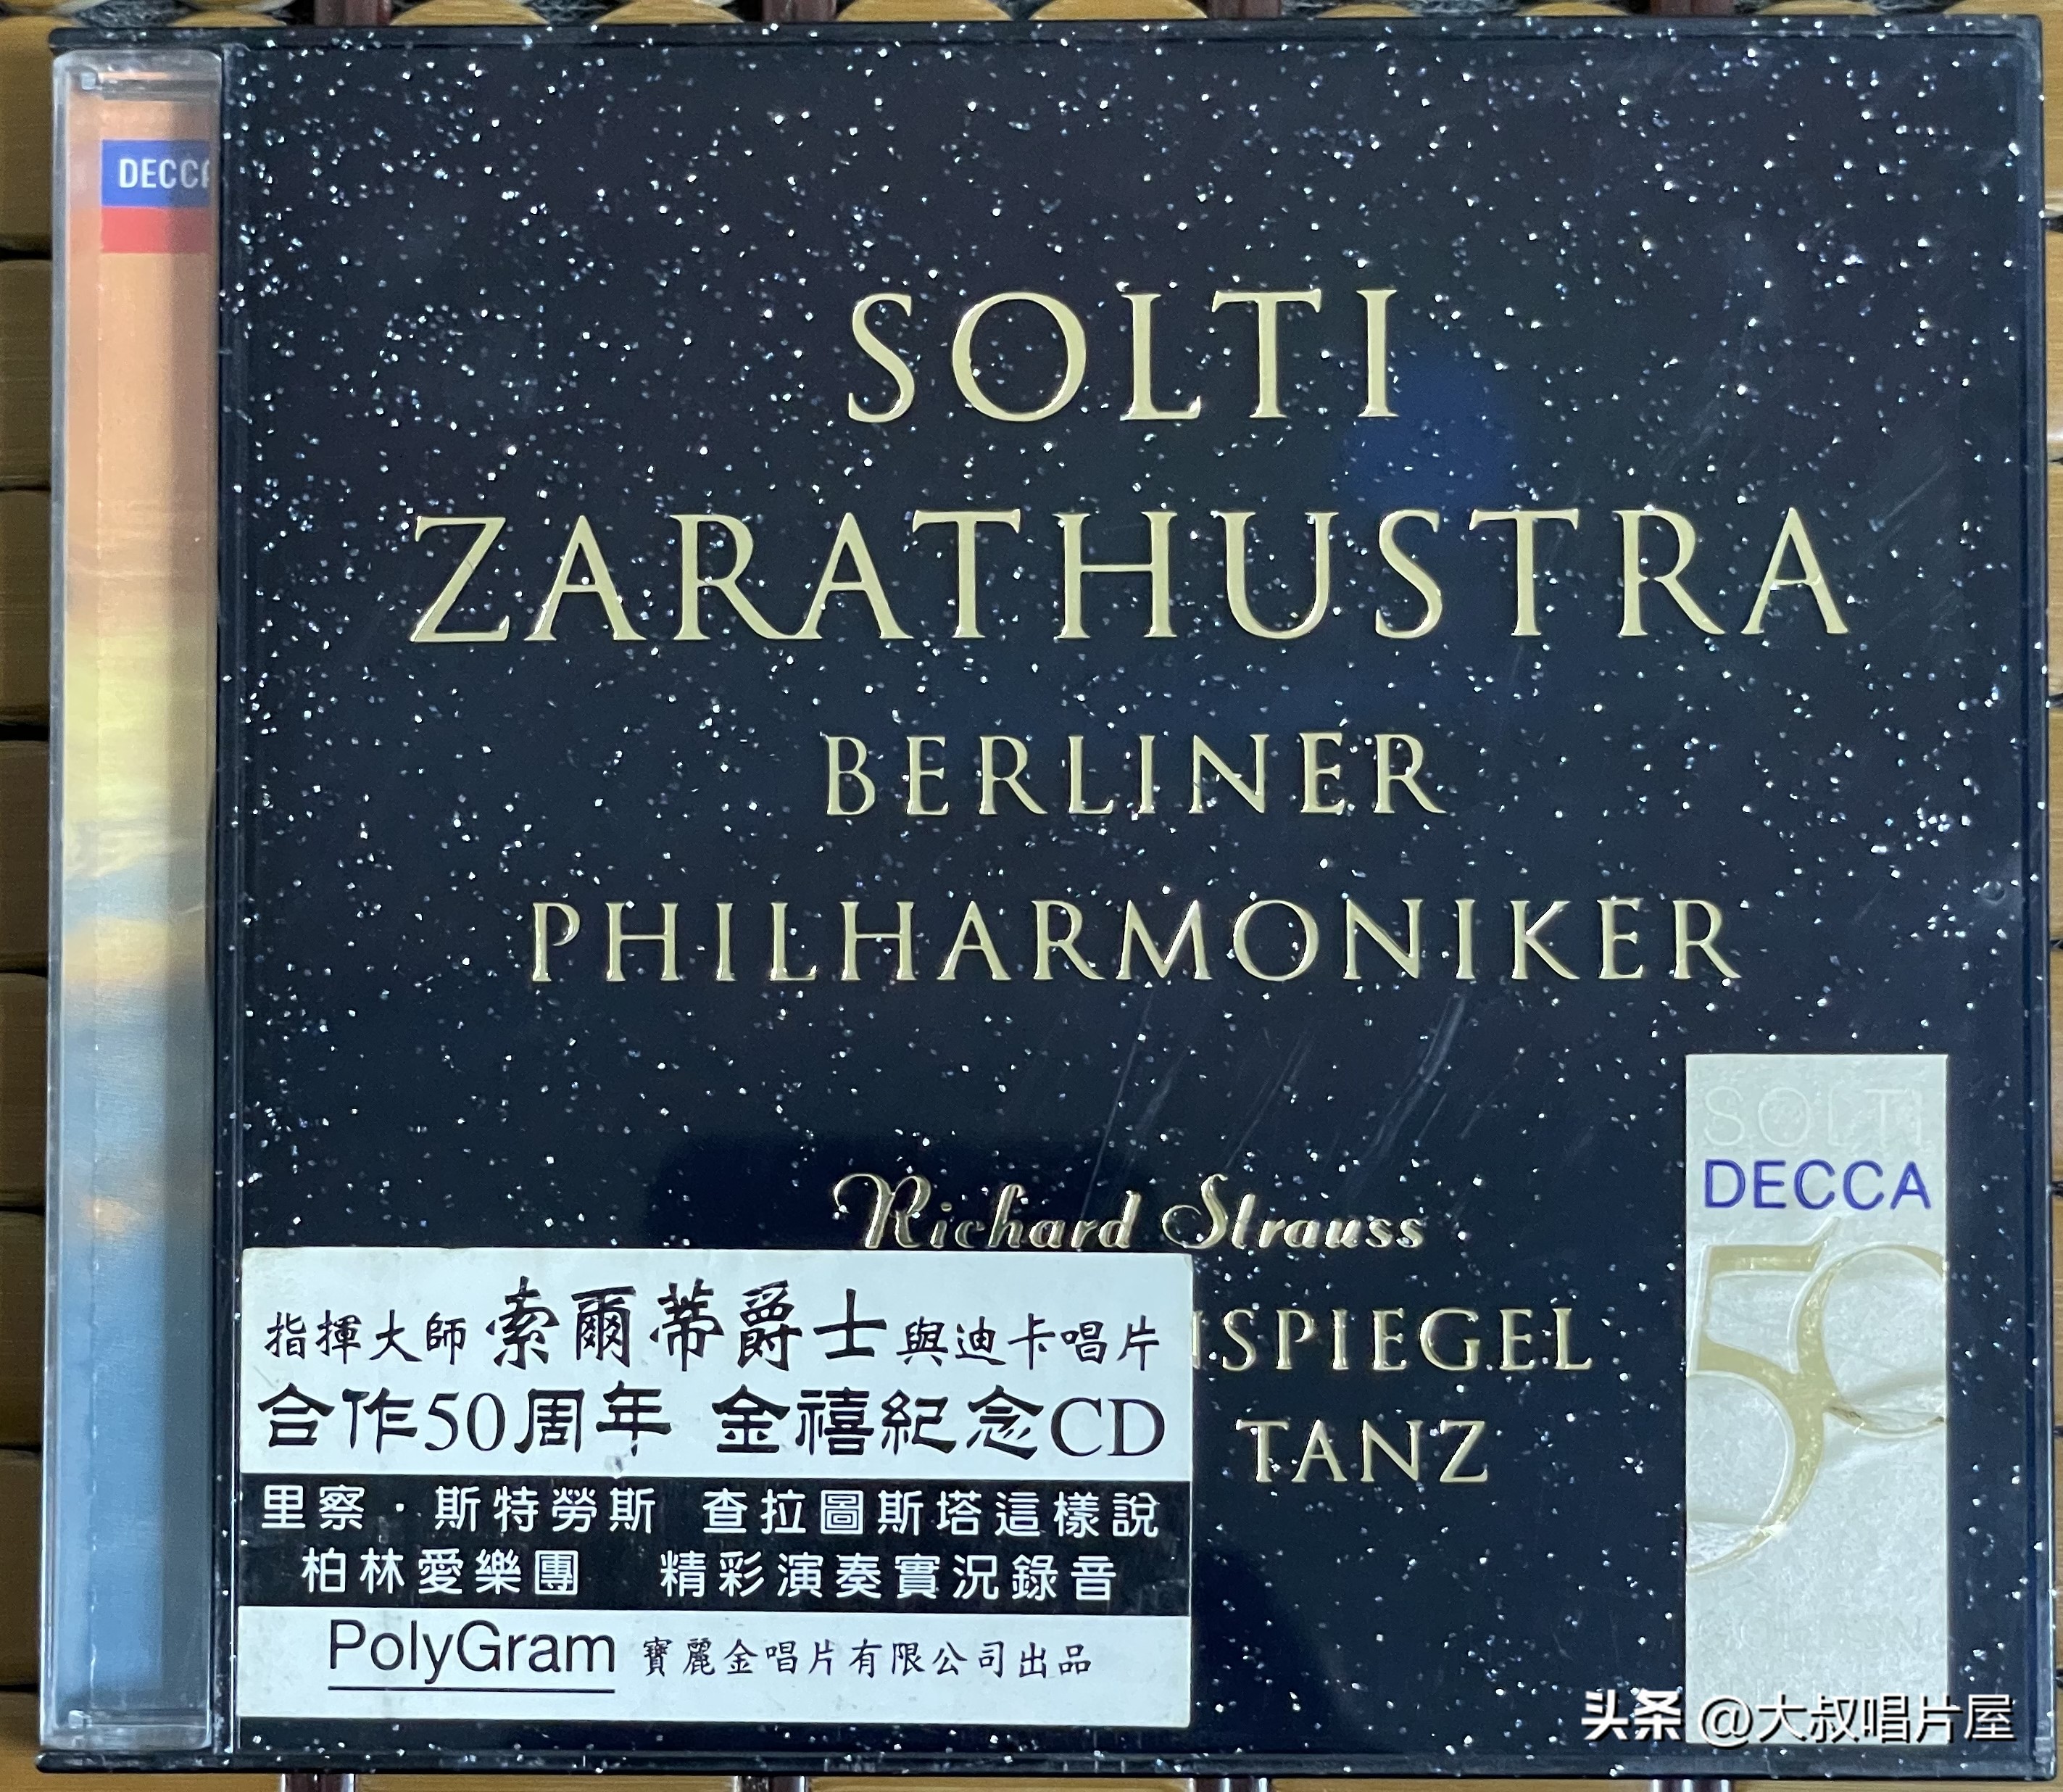 DECCA
SOLTI
ZARATHUSTRA
BERLINER
PHILHARMONIKER
Richard Strauss
NSPIEGEL
TANZ
SOLTI
DECCA
50
指揮大師 索爾蒂爵士 與迪卡唱片
合作50周年 金禧紀念CD
里察·斯特勞斯 查拉圖斯塔這樣說
柏林愛樂團 精彩演奏實況錄音
PolyGram 寶麗金唱片有限公司出品
头条 @大叔唱片屋